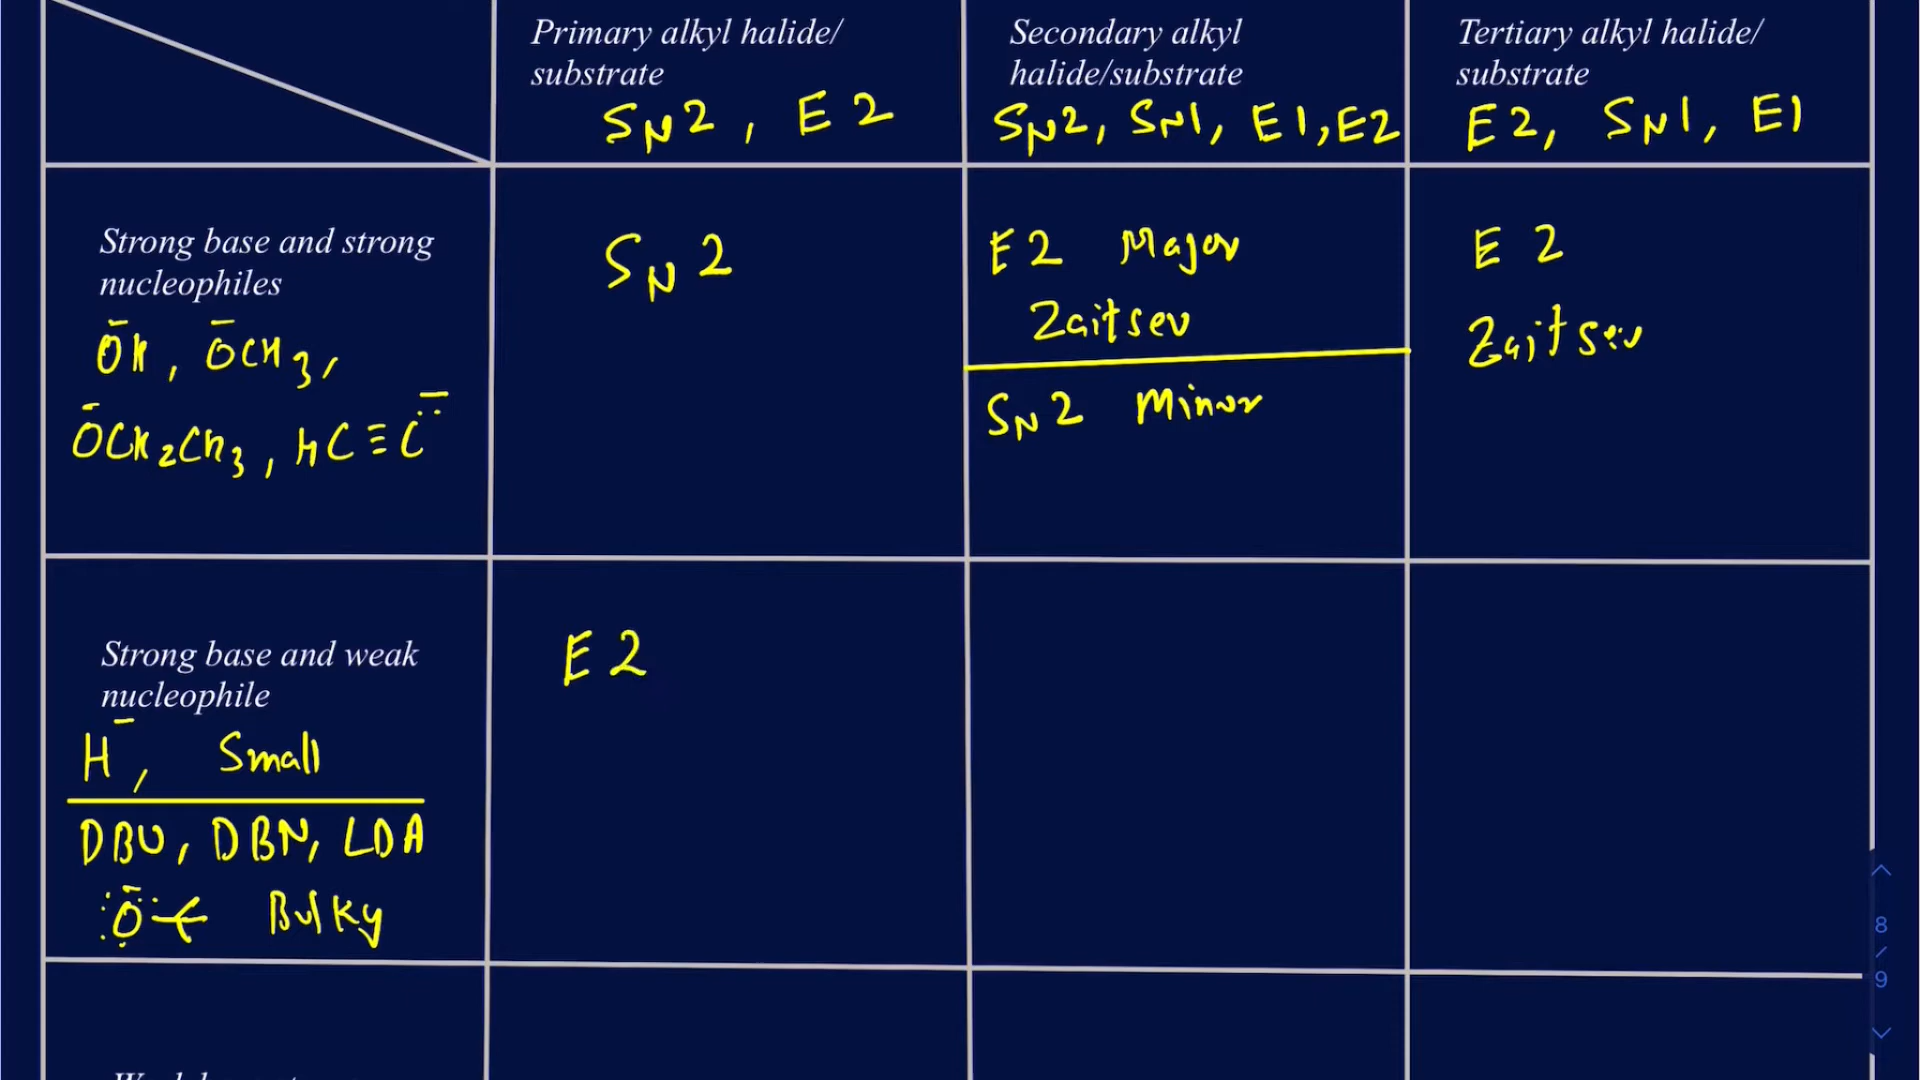 Primary alkyl halide/
substrate
SN2, E2
Secondary alkyl
halide/substrate
SN2, SN1, E1, E2
Tertiary alkyl halide/
substrate
E2, SN1, E1
Strong base and strong
nucleophiles
ŌH, ŌCH3,
ŌCH2CH3, HC≡C:⁻
SN2
E2 Major
Zaitsev
SN2 Minor
E2
Zaitsev
Strong base and weak
nucleophile
H⁻, Small
DBU, DBN, LDA
Bulky
E2
8
/
9